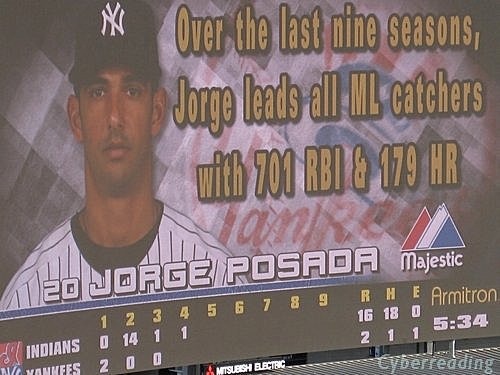 NY
Over the last nine seasons,
Jorge leads all ML catchers
with 701 RBI & 179 HR
Majestic
20 JORGE POSADA
1 2 3 4 5 6 7 8 9 R H E Armitron
INDIANS 0 14 1 1 16 18 0 5:34
YANKEES 2 0 0 2 1 1
MITSUBISHI ELECTRIC
Cyberreading